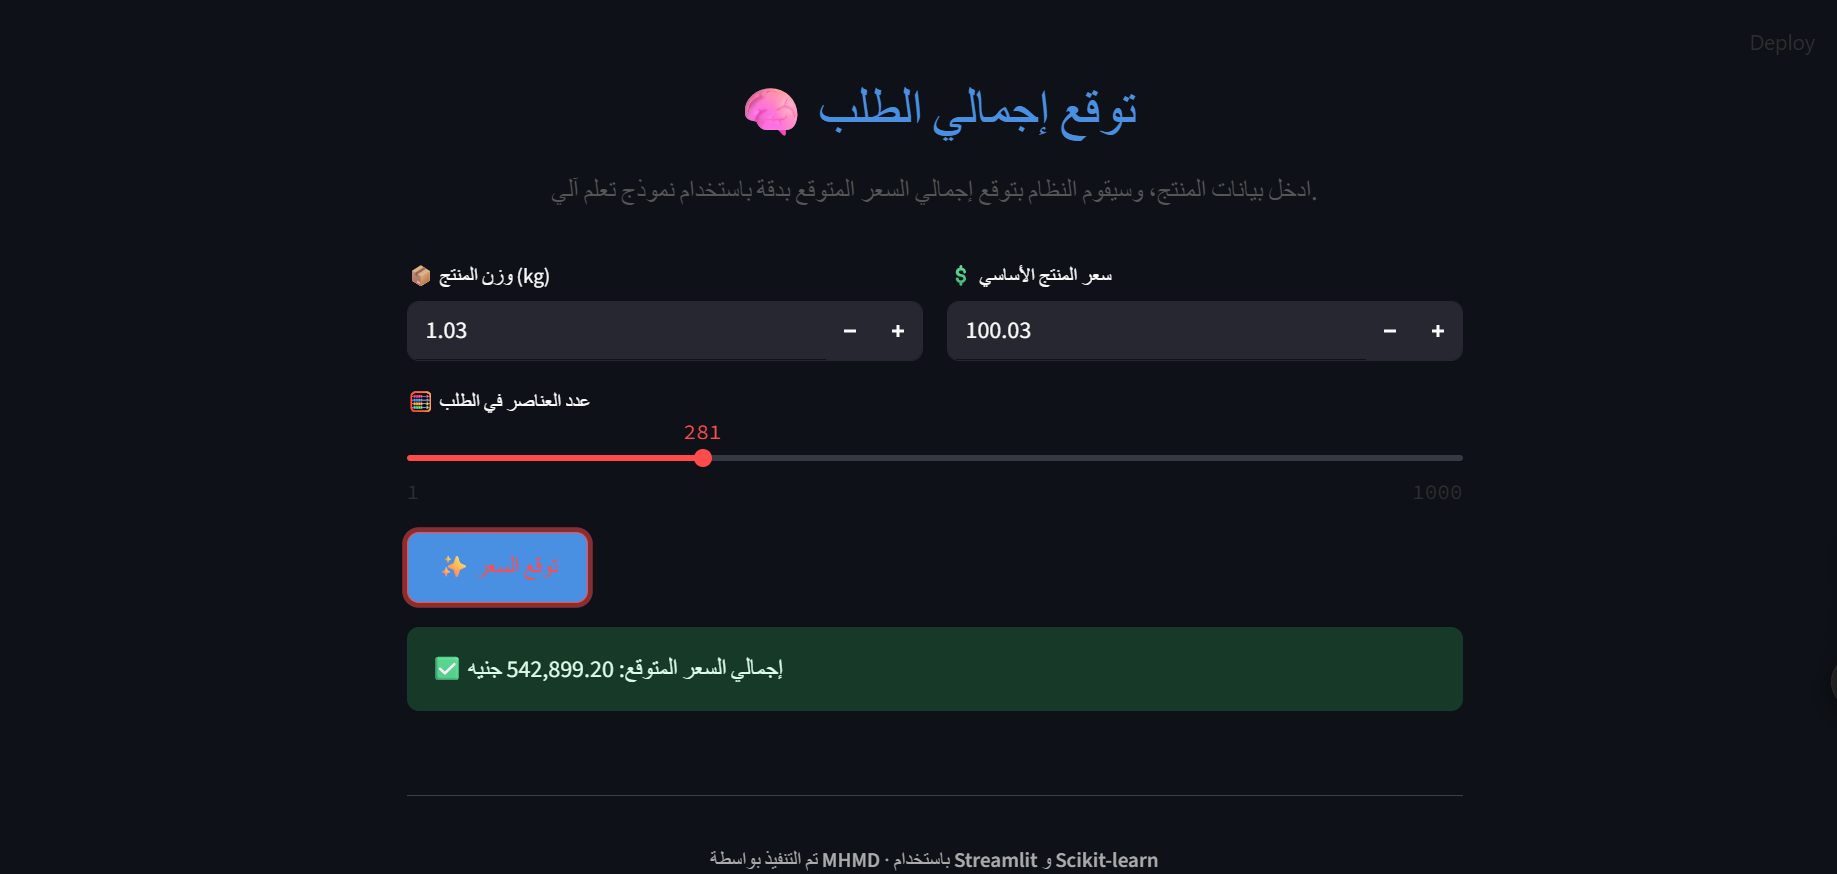 Deploy
توقع إجمالي الطلب 🧠
ادخل بيانات المنتج، وسيقوم النظام بتوقع إجمالي السعر المتوقع بدقة باستخدام نموذج تعلم آلي.
📦 وزن المنتج (kg)
💲 سعر المنتج الأساسي
1.03
100.03
🧮 عدد العناصر في الطلب
281
1
1000
توقع السعر ✨
✅ إجمالي السعر المتوقع: 542,899.20 جنيه
تم التنفيذ بواسطة MHMD · باستخدام Streamlit و Scikit-learn